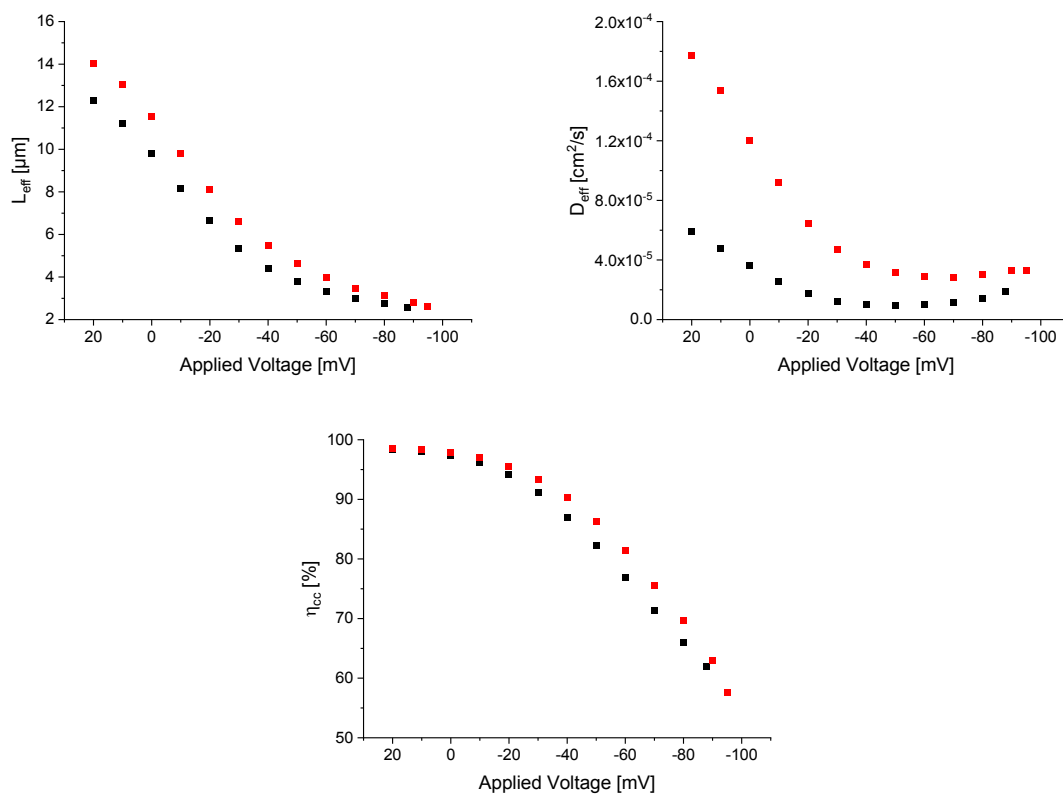 16
14
12
10
8
6
4
2
L_eff [µm]
20 0 -20 -40 -60 -80 -100
Applied Voltage [mV]
2.0x10⁻⁴
1.6x10⁻⁴
1.2x10⁻⁴
8.0x10⁻⁵
4.0x10⁻⁵
0.0
D_eff [cm²/s]
20 0 -20 -40 -60 -80 -100
Applied Voltage [mV]
100
90
80
70
60
50
η_cc [%]
20 0 -20 -40 -60 -80 -100
Applied Voltage [mV]